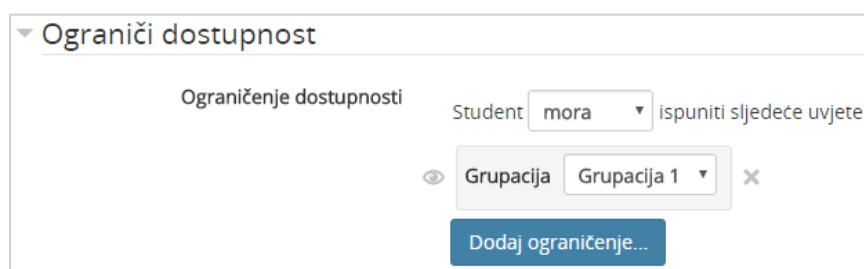 Ograniči dostupnost
Ograničenje dostupnosti
Student mora ispuniti sljedeće uvjete
Grupacija Grupacija 1
Dodaj ograničenje...